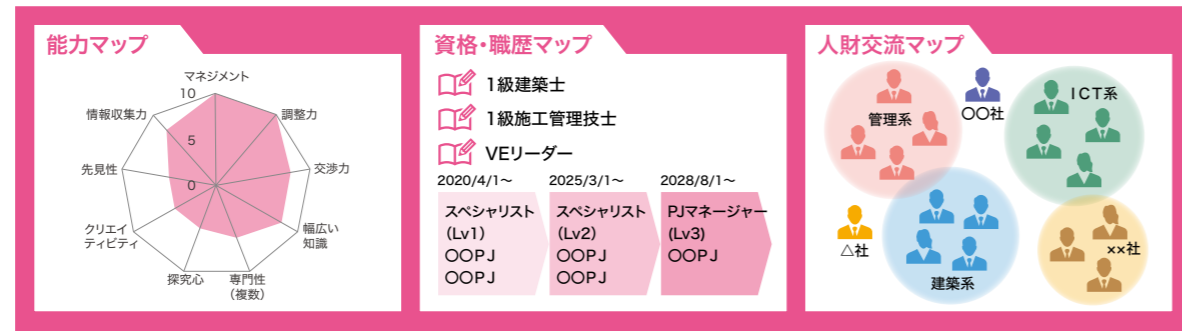 能力マップ
マネジメント
10
情報収集力
調整力
5
先見性
交渉力
0
クリエイ
ティビティ
幅広い
知識
探究心
専門性
（複数）
資格・職歴マップ
1級建築士
1級施工管理技士
VEリーダー
2020/4/1～
2025/3/1～
2028/8/1～
スペシャリスト
(Lv1)
〇〇PJ
〇〇PJ
スペシャリスト
(Lv2)
〇〇PJ
〇〇PJ
PJマネージャー
(Lv3)
〇〇PJ
人財交流マップ
管理系
〇〇社
ICT系
△社
建築系
××社